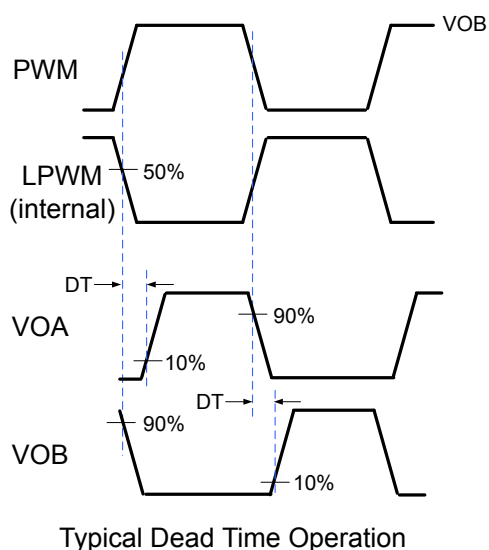 VOB
PWM
LPWM
(internal)
50%
DT
VOA
90%
10%
DT
90%
VOB
10%
Typical Dead Time Operation